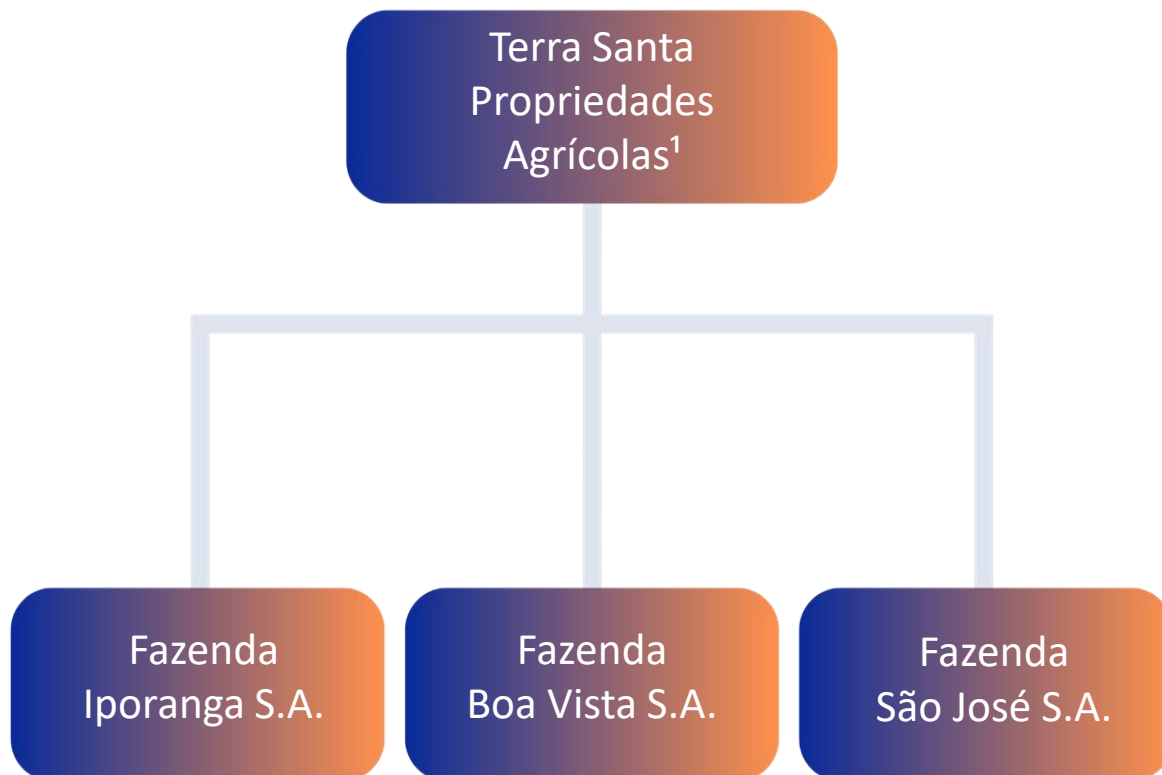 Terra Santa
Propriedades
Agrícolas¹
Fazenda
Iporanga S.A.
Fazenda
Boa Vista S.A.
Fazenda
São José S.A.